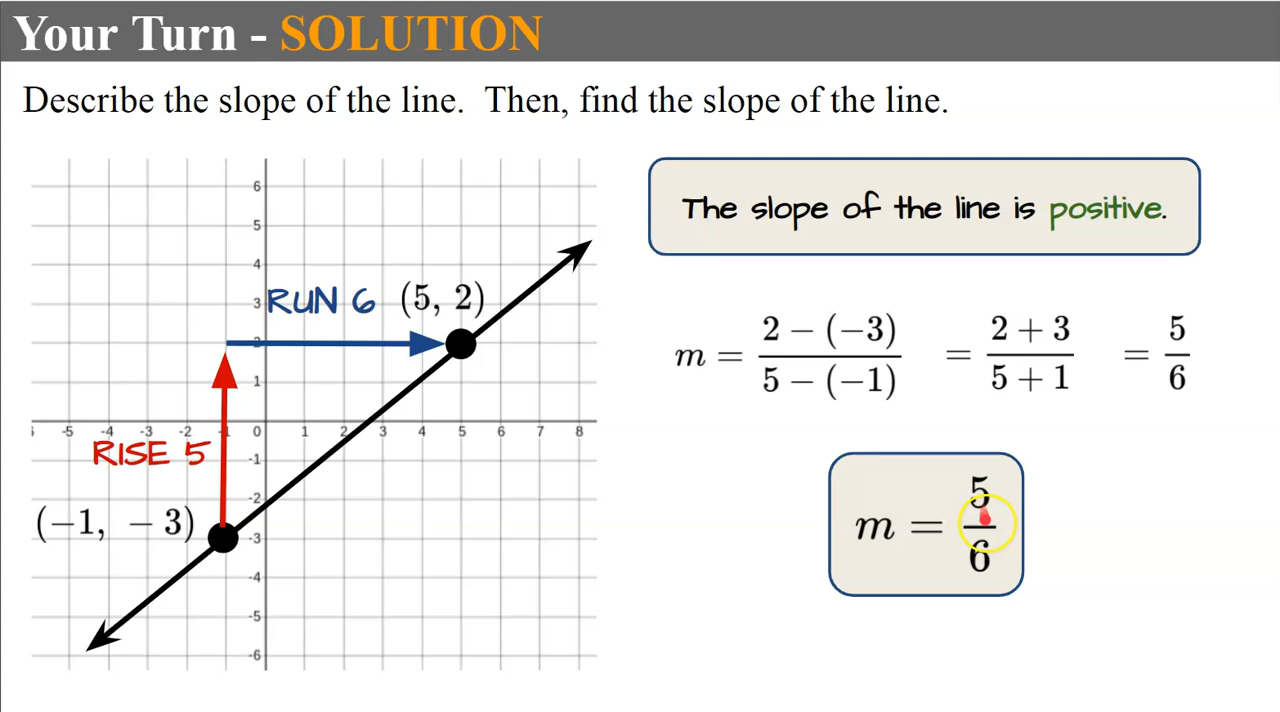 Your Turn - SOLUTION
Describe the slope of the line. Then, find the slope of the line.
The slope of the line is positive.
6
5
4
3
2
1
RUN 6 (5, 2)
m = 2 − (−3) / 5 − (−1) = 2 + 3 / 5 + 1 = 5 / 6
-5 -4 -3 -2 -1 0 1 2 3 4 5 6 7 8
RISE 5
-1
-2
(−1, − 3)
-3
-4
-5
-6
m = 5 / 6